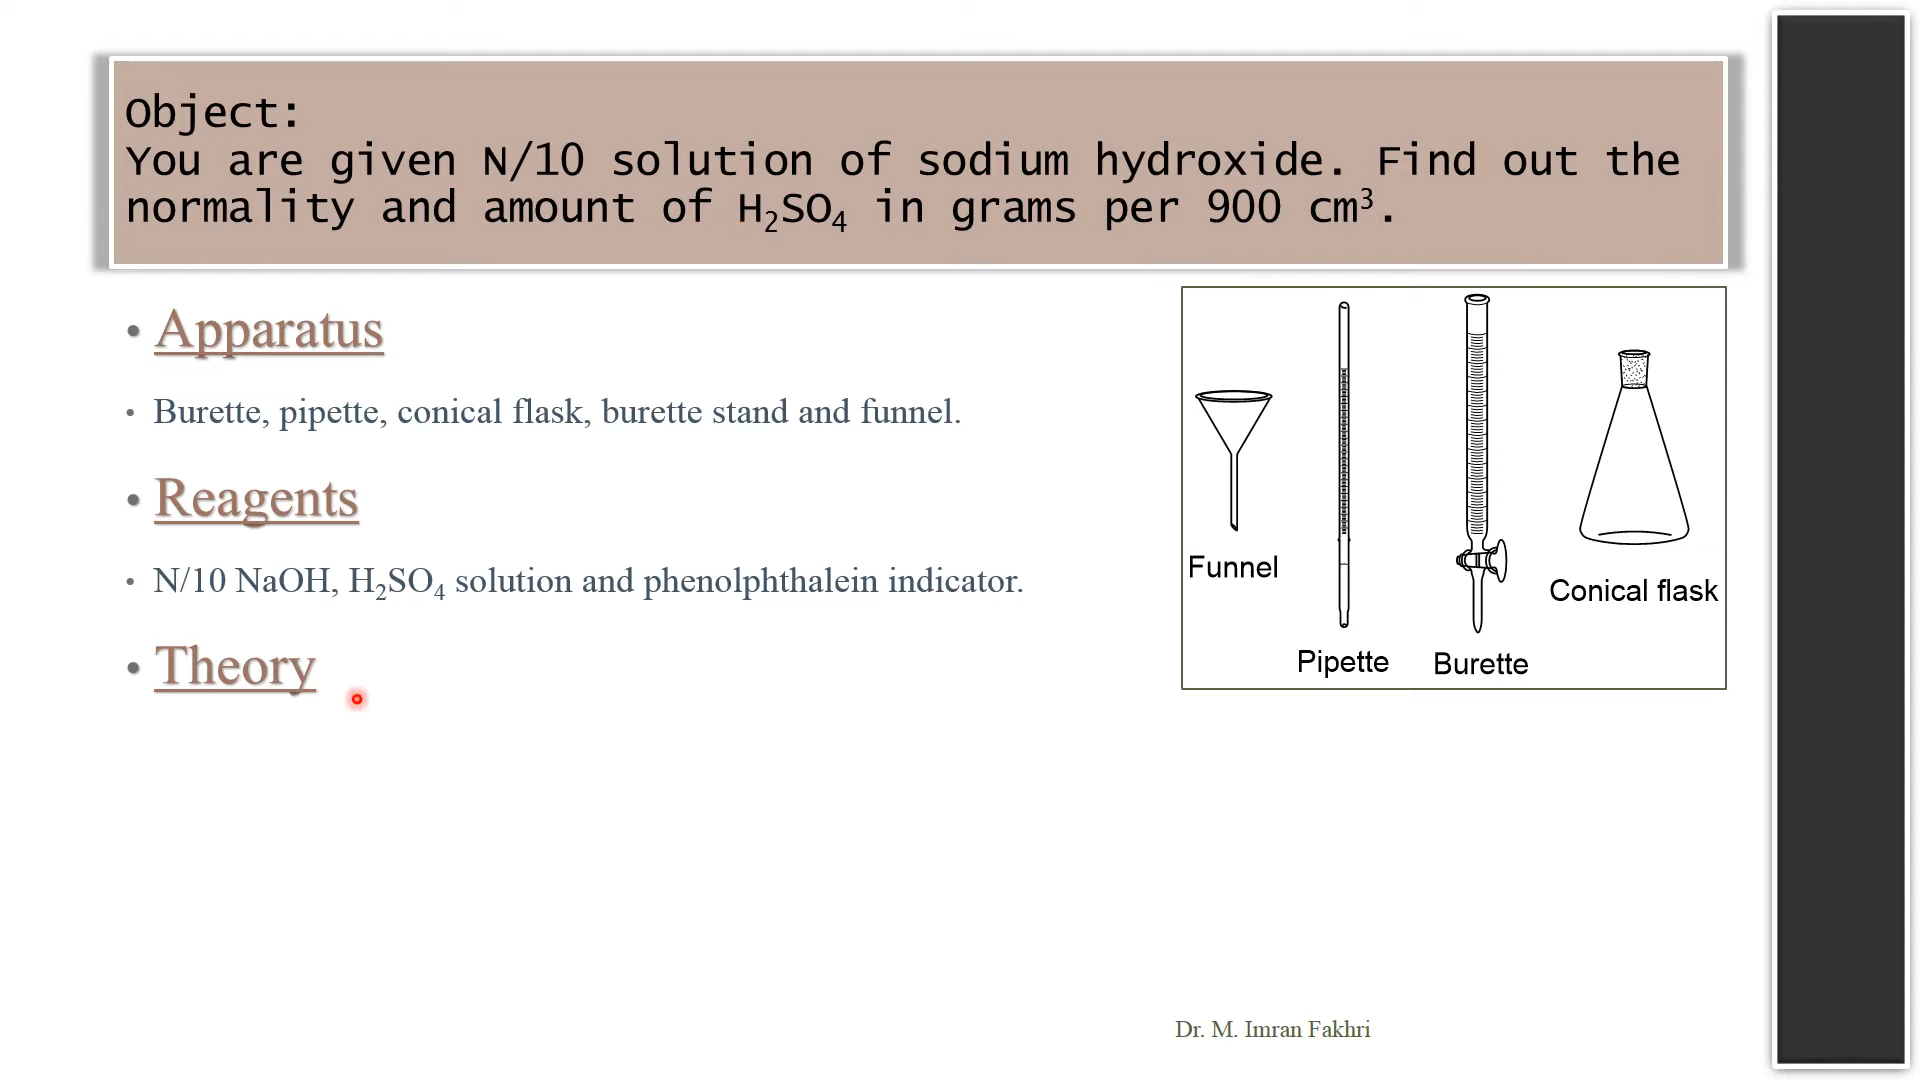 Object:
You are given N/10 solution of sodium hydroxide. Find out the
normality and amount of H₂SO₄ in grams per 900 cm³.
• Apparatus
• Burette, pipette, conical flask, burette stand and funnel.
• Reagents
• N/10 NaOH, H₂SO₄ solution and phenolphthalein indicator.
• Theory
Funnel
Pipette
Burette
Conical flask
Dr. M. Imran Fakhri